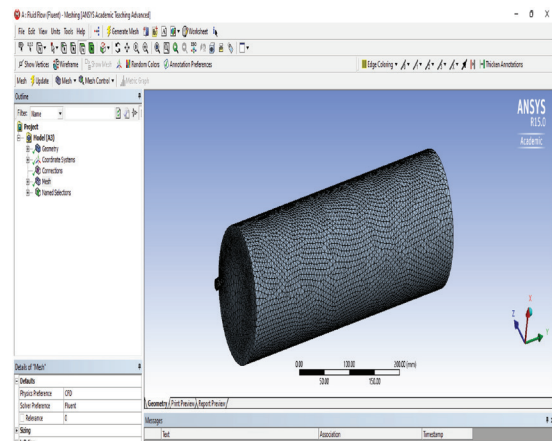 A: Fluid Flow (Fluent) - Meshing [ANSYS Academic Teaching Advanced]
File Edit View Units Tools Help Generate Mesh Worksheet
Show Vertices Wireframe Show Mesh Random Colors Annotation Preferences Edge Coloring Thicken Annotations
Mesh Update Mesh Mesh Control Metric Graph
Outline
Filter: Name
Project
Model (A3)
Geometry
Coordinate Systems
Connections
Mesh
Named Selections
ANSYS
R15.0
Academic
X
Z
Y
0.00 100.00 200.00 (mm)
50.00 150.00
Details of "Mesh"
Defaults
Physics Preference CFD
Solver Preference Fluent
Relevance 0
Sizing
Geometry Print Preview Report Preview
Messages
Text Association Timestamp